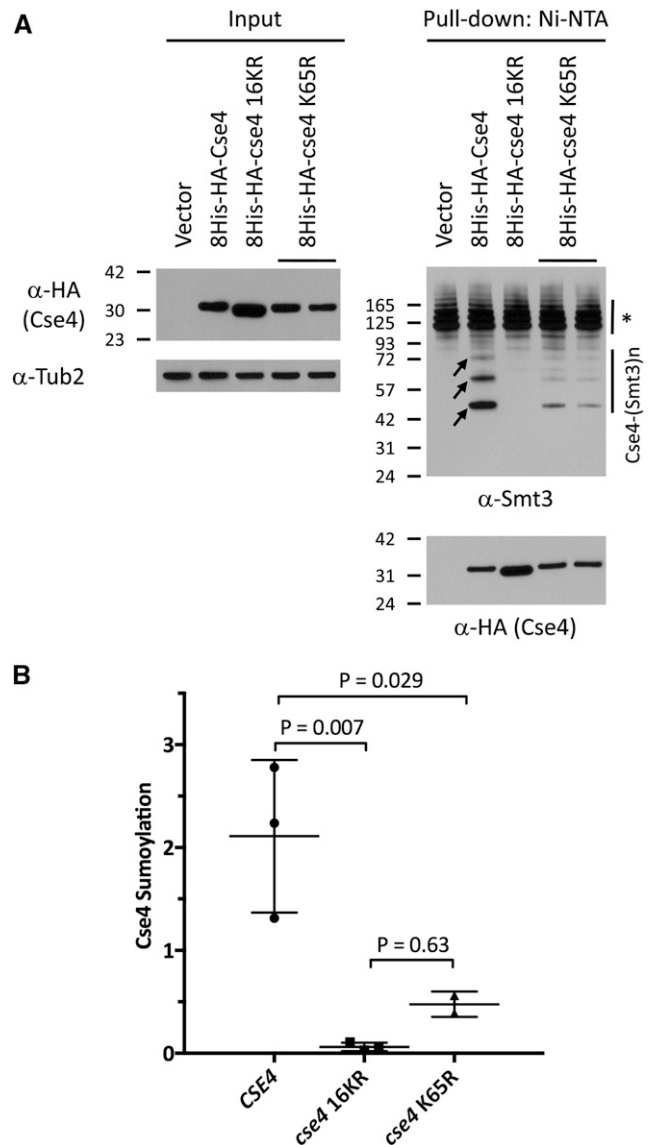 A
Input
Pull-down: Ni-NTA
Vector
8His-HA-Cse4
8His-HA-cse4 16KR
8His-HA-cse4 K65R
Vector
8His-HA-Cse4
8His-HA-cse4 16KR
8His-HA-cse4 K65R
α-HA
(Cse4)
42
30
23
α-Tub2
165
125
93
72
57
42
31
24
*
Cse4-(Smt3)n
α-Smt3
42
31
24
α-HA (Cse4)
B
P = 0.029
P = 0.007
P = 0.63
Cse4 Sumoylation
3
2
1
0
CSE4
cse4 16KR
cse4 K65R